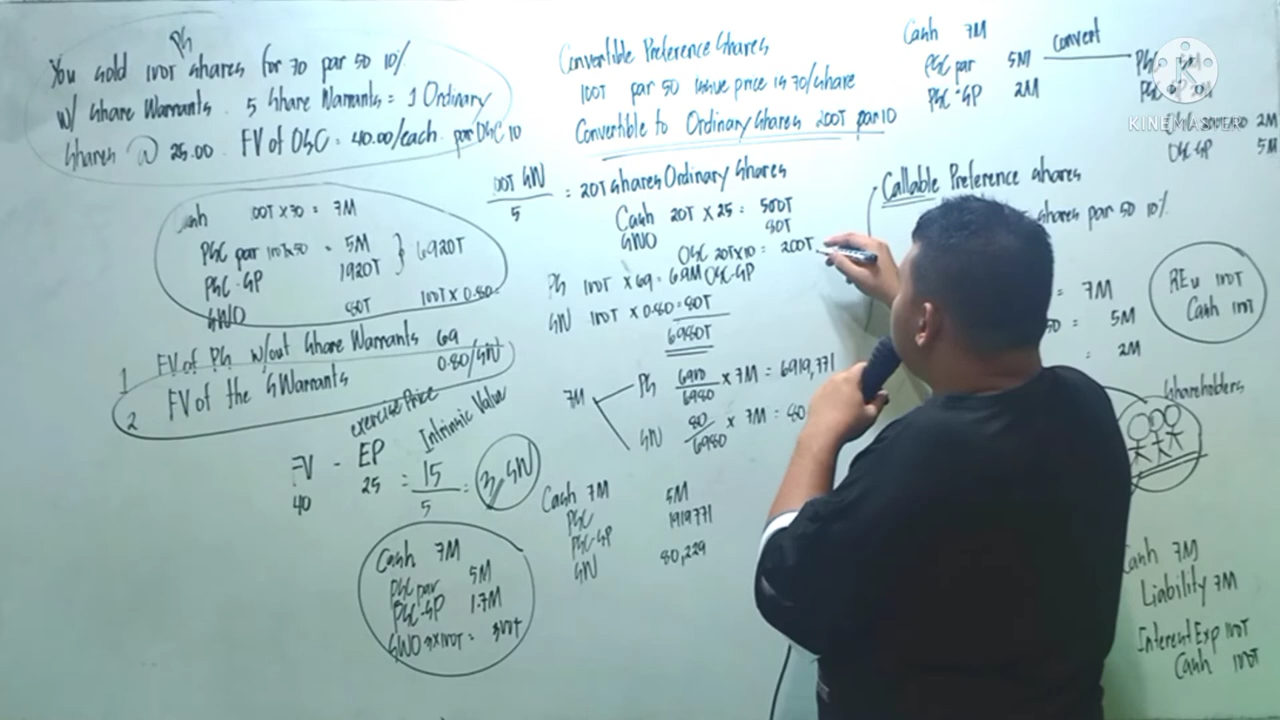 PS
You sold 100T shares for 70 par 50 10%
w/ share Warrants. 5 Share Warrants = 1 Ordinary
Shares @ 25.00. FV of OSC = 40.00/each. par OSC 10
Cash 100T x 70 = 7M
PSC par 100T x 50 = 5M
PSC-SP 1920T } 6920T
SWO 80T 100T x 0.80=
1 FV of PS w/out Share Warrants 69
2 FV of the SWarrants 0.80/SW
exercise Price
Intrinsic Value
FV - EP
40 25 = 15 / 5 = 3/SW
Cash 7M
PSC par 5M
PSC-SP 1.7M
SWO 3x100T = 300T
Convertible Preference Shares
100T par 50 issue price is 70/share
Convertible to Ordinary Shares 200T par 10
100T SW / 5 = 20T shares Ordinary Shares
Cash 20T x 25 = 500T
SWO 80T
OSC 20Tx10 = 200T
OSC-SP
PS 100T x 69 = 6.9M
SW 100T x 0.80 = 80T
6980T
7M
PS 6900/6980 x 7M = 6919,771
SW 80/6980 x 7M = 80
Cash 7M
PSC 5M
PSC-SP 1919771
SW 80,229
Cash 7M
PSC par 5M
PSC-SP 2M
convert
KINEMASTER
2M
OSC-SP 5M
Callable Preference shares
shares par 50 10%
= 7M
50 = 5M
= 2M
REu 100T
Cash 100T
Shareholders
Cash 7M
Liability 7M
Interest Exp 100T
Cash 100T